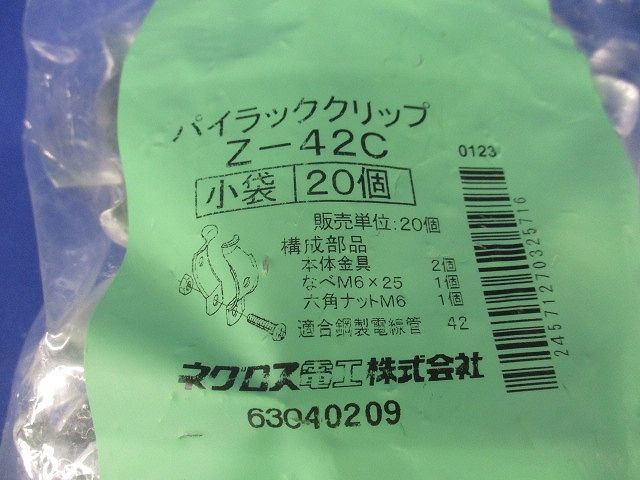 パイラッククリップ
Z-42C
0123
小袋 20個
販売単位:20個
構成部品
本体金具 2個
なべM6×25 1個
六角ナットM6 1個
適合鋼製電線管 42
ネグロス電工株式会社
63040209
2457127032571​6